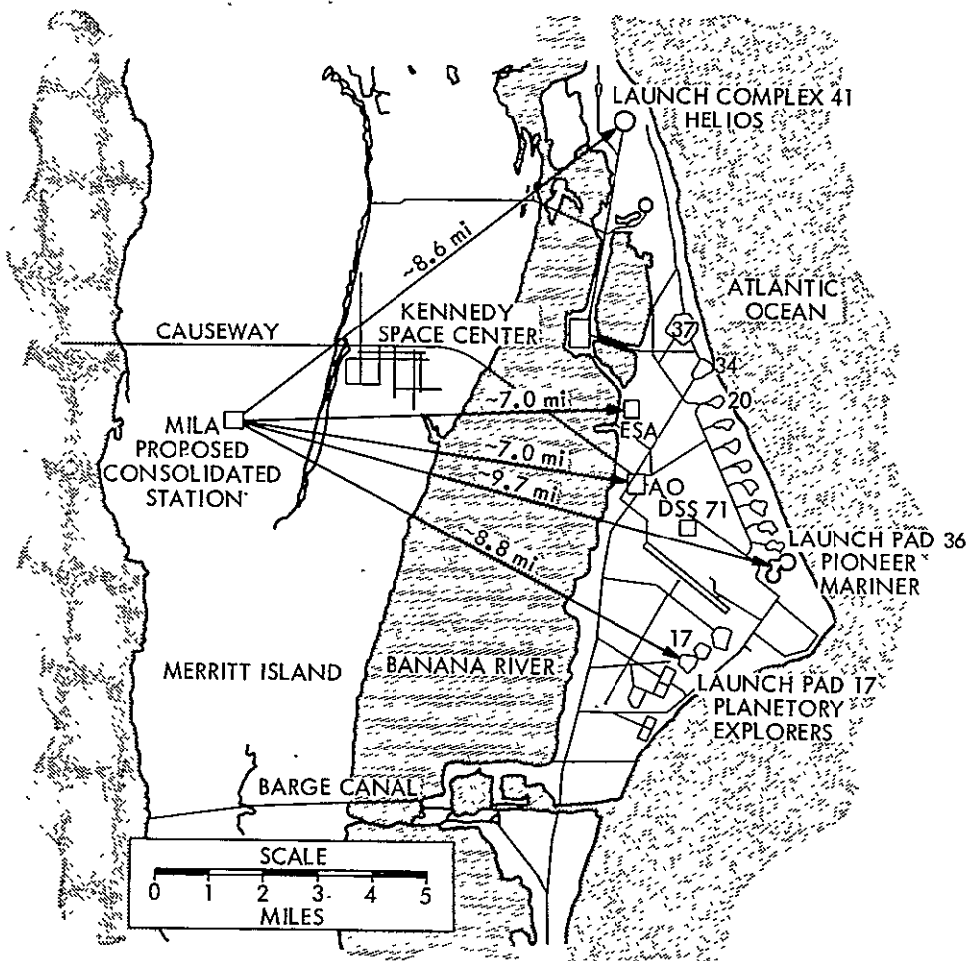 LAUNCH COMPLEX 41
HELIOS
~8.6 mi
ATLANTIC
OCEAN
KENNEDY
SPACE CENTER
CAUSEWAY
37
34
20
~7.0 mi
ESA
MILA
PROPOSED
CONSOLIDATED
STATION
~7.0 mi
~9.7 mi
AO
DSS 71
~8.8 mi
LAUNCH PAD 36
PIONEER
MARINER
17
MERRITT ISLAND
BANANA RIVER
LAUNCH PAD 17
PLANETORY
EXPLORERS
BARGE CANAL
SCALE
0 1 2 3 4 5
MILES